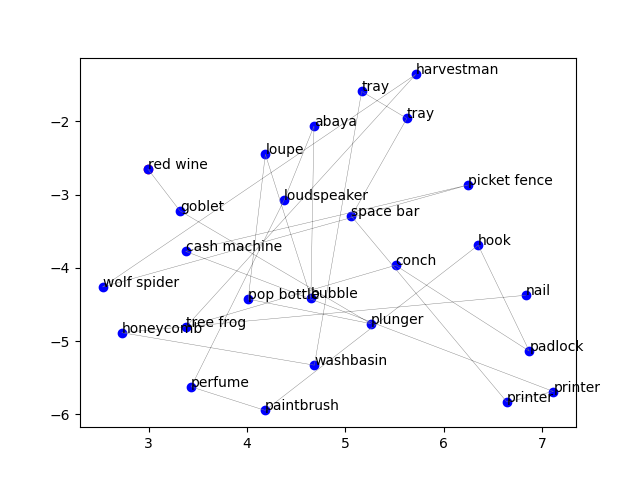 harvestman
tray
tray
abaya
−2
loupe
red wine
picket fence
loudspeaker
−3
goblet
space bar
hook
cash machine
conch
−4
wolf spider
nail
pop bottle
bubble
plunger
tree frog
honeycomb
padlock
−5
washbasin
perfume
printer
printer
paintbrush
−6
3
4
5
6
7